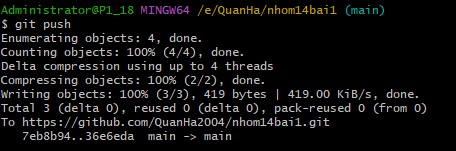 Administrator@P1_18 MINGW64 /e/QuanHa/nhom14bai1 (main)
$ git push
Enumerating objects: 4, done.
Counting objects: 100% (4/4), done.
Delta compression using up to 4 threads
Compressing objects: 100% (2/2), done.
Writing objects: 100% (3/3), 419 bytes | 419.00 KiB/s, done.
Total 3 (delta 0), reused 0 (delta 0), pack-reused 0 (from 0)
To https://github.com/QuanHa2004/nhom14bai1.git
   7eb8b94..36e6eda  main -> main